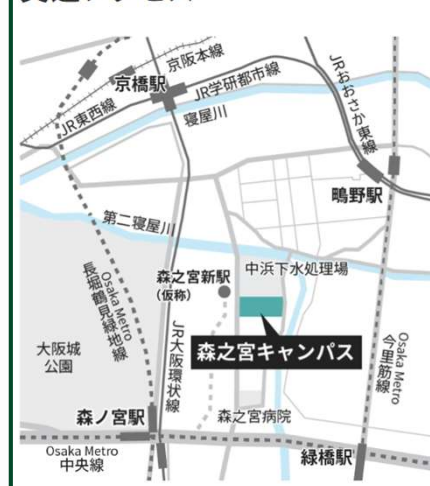 京阪本線
京橋駅
JR学研都市線
JR東西線
寝屋川
JRおおさか東線
鴫野駅
第二寝屋川
中浜下水処理場
森之宮新駅
(仮称)
Osaka Metro
長堀鶴見緑地線
JR大阪環状線
大阪城
公園
森之宮キャンパス
Osaka Metro
今里筋線
森ノ宮駅
森之宮病院
Osaka Metro
中央線
緑橋駅